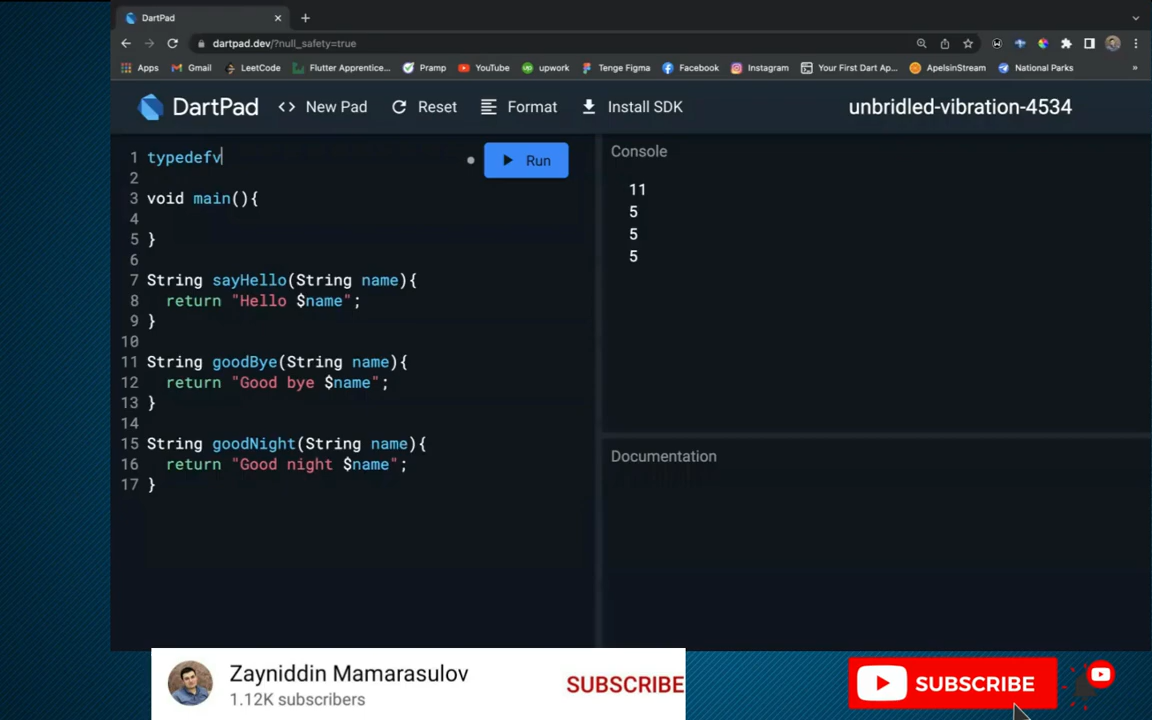 DartPad
dartpad.dev/?null_safety=true
Apps Gmail LeetCode Flutter Apprentice... Pramp YouTube upwork Tenge Figma Facebook Instagram Your First Dart Ap... ApelsinStream National Parks »
DartPad <> New Pad Reset Format Install SDK unbridled-vibration-4534
1 typedefv
Run
Console
2
3 void main(){
4
5 }
6
7 String sayHello(String name){
8 return "Hello $name";
9 }
10
11 String goodBye(String name){
12 return "Good bye $name";
13 }
14
15 String goodNight(String name){
16 return "Good night $name";
17 }
11
5
5
5
Documentation
Zayniddin Mamarasulov
1.12K subscribers
SUBSCRIBE
SUBSCRIBE